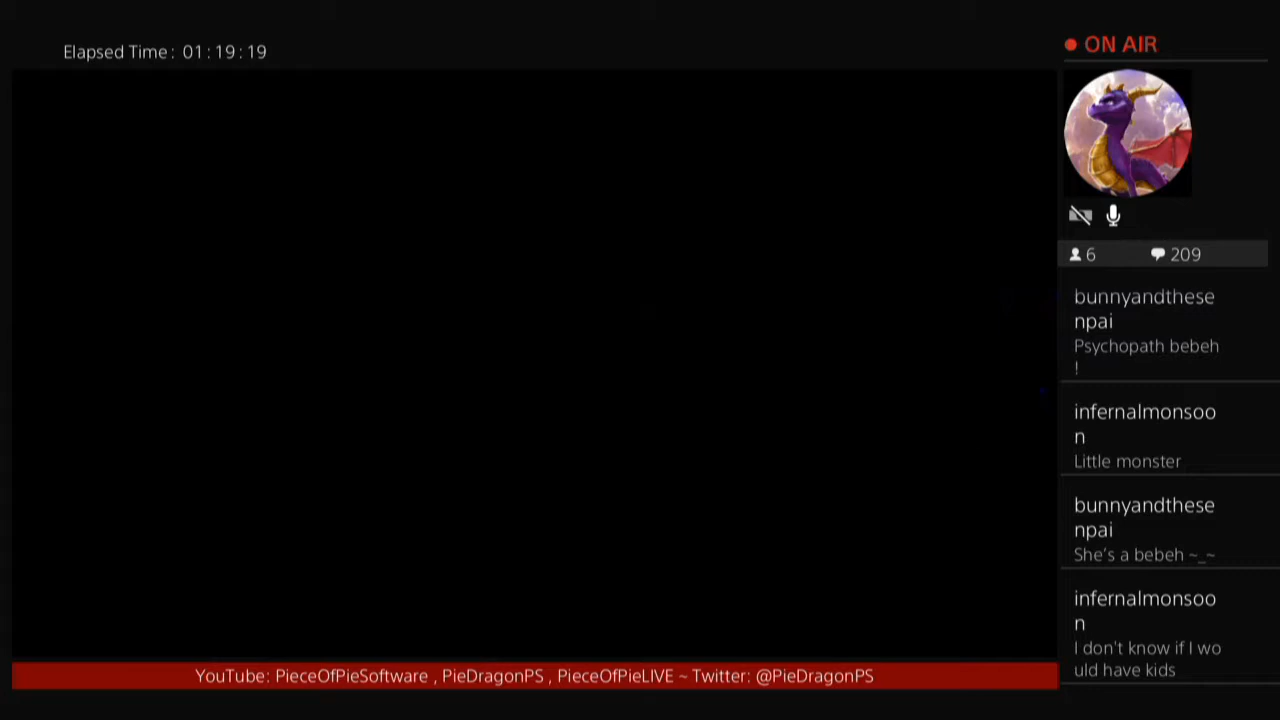 Elapsed Time: 01:19:19
ON AIR
6 209
bunnyandthese
npai
Psychopath bebeh
!
infernalmonsoo
n
Little monster
bunnyandthese
npai
She's a bebeh ~_~
infernalmonsoo
n
I don't know if I wo
uld have kids
YouTube: PieceOfPieSoftware , PieDragonPS , PieceOfPieLIVE ~ Twitter: @PieDragonPS